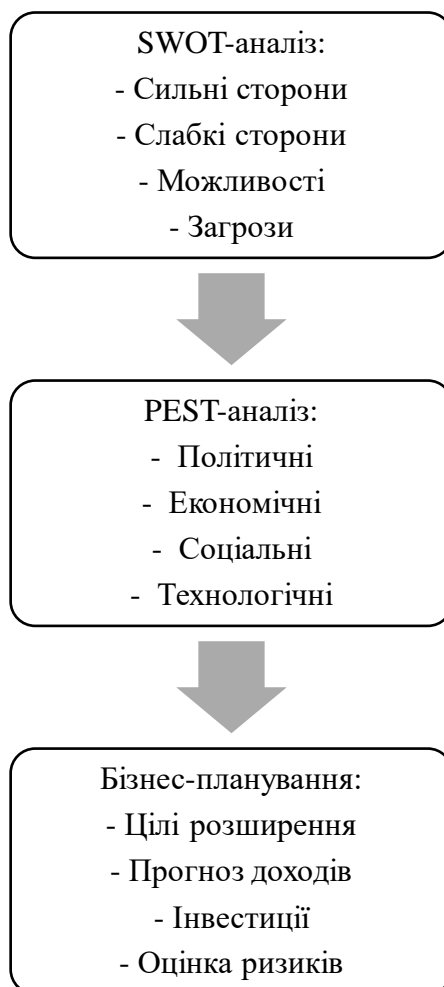 SWOT-аналіз:
- Сильні сторони
- Слабкі сторони
- Можливості
- Загрози
PEST-аналіз:
- Політичні
- Економічні
- Соціальні
- Технологічні
Бізнес-планування:
- Цілі розширення
- Прогноз доходів
- Інвестиції
- Оцінка ризиків